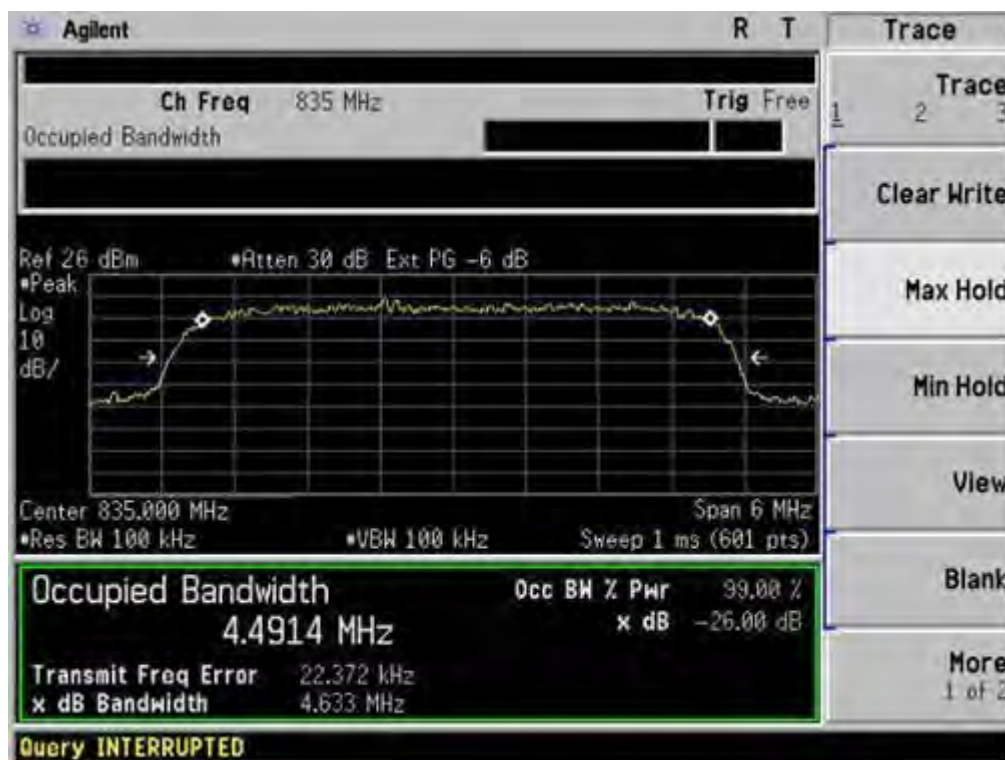 Agilent
R T
Trace
Ch Freq 835 MHz
Trig Free
Occupied Bandwidth
Trace
1 2 3
Clear Write
Max Hold
Min Hold
View
Blank
More
1 of 2
Ref 26 dBm •Atten 30 dB Ext PG -6 dB
•Peak
Log
10
dB/
Center 835.000 MHz Span 6 MHz
•Res BW 100 kHz •VBW 100 kHz Sweep 1 ms (601 pts)
Occupied Bandwidth
4.4914 MHz
Occ BW % Pwr 99.00 %
x dB -26.00 dB
Transmit Freq Error 22.372 kHz
x dB Bandwidth 4.633 MHz
Query INTERRUPTED